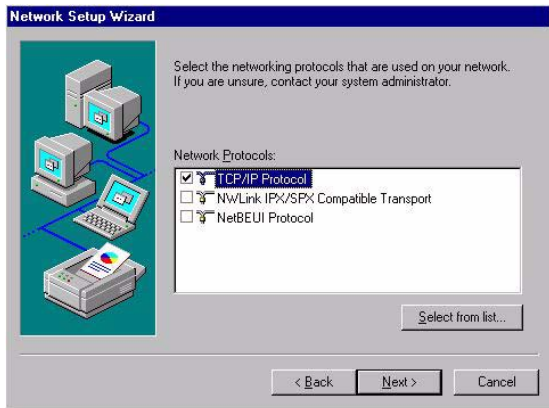 Network Setup Wizard
Select the networking protocols that are used on your network.
If you are unsure, contact your system administrator.
Network Protocols:
TCP/IP Protocol
NWLink IPX/SPX Compatible Transport
NetBEUI Protocol
Select from list...
< Back
Next >
Cancel